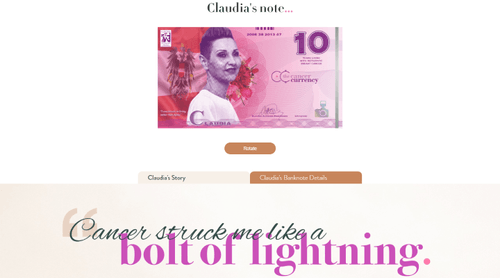 Claudia's note...
10
the cancer
currency
CLAUDIA
Rotate
Claudia's Story
Claudia's Banknote Details
“Cancer struck me like a
bolt of lightning.